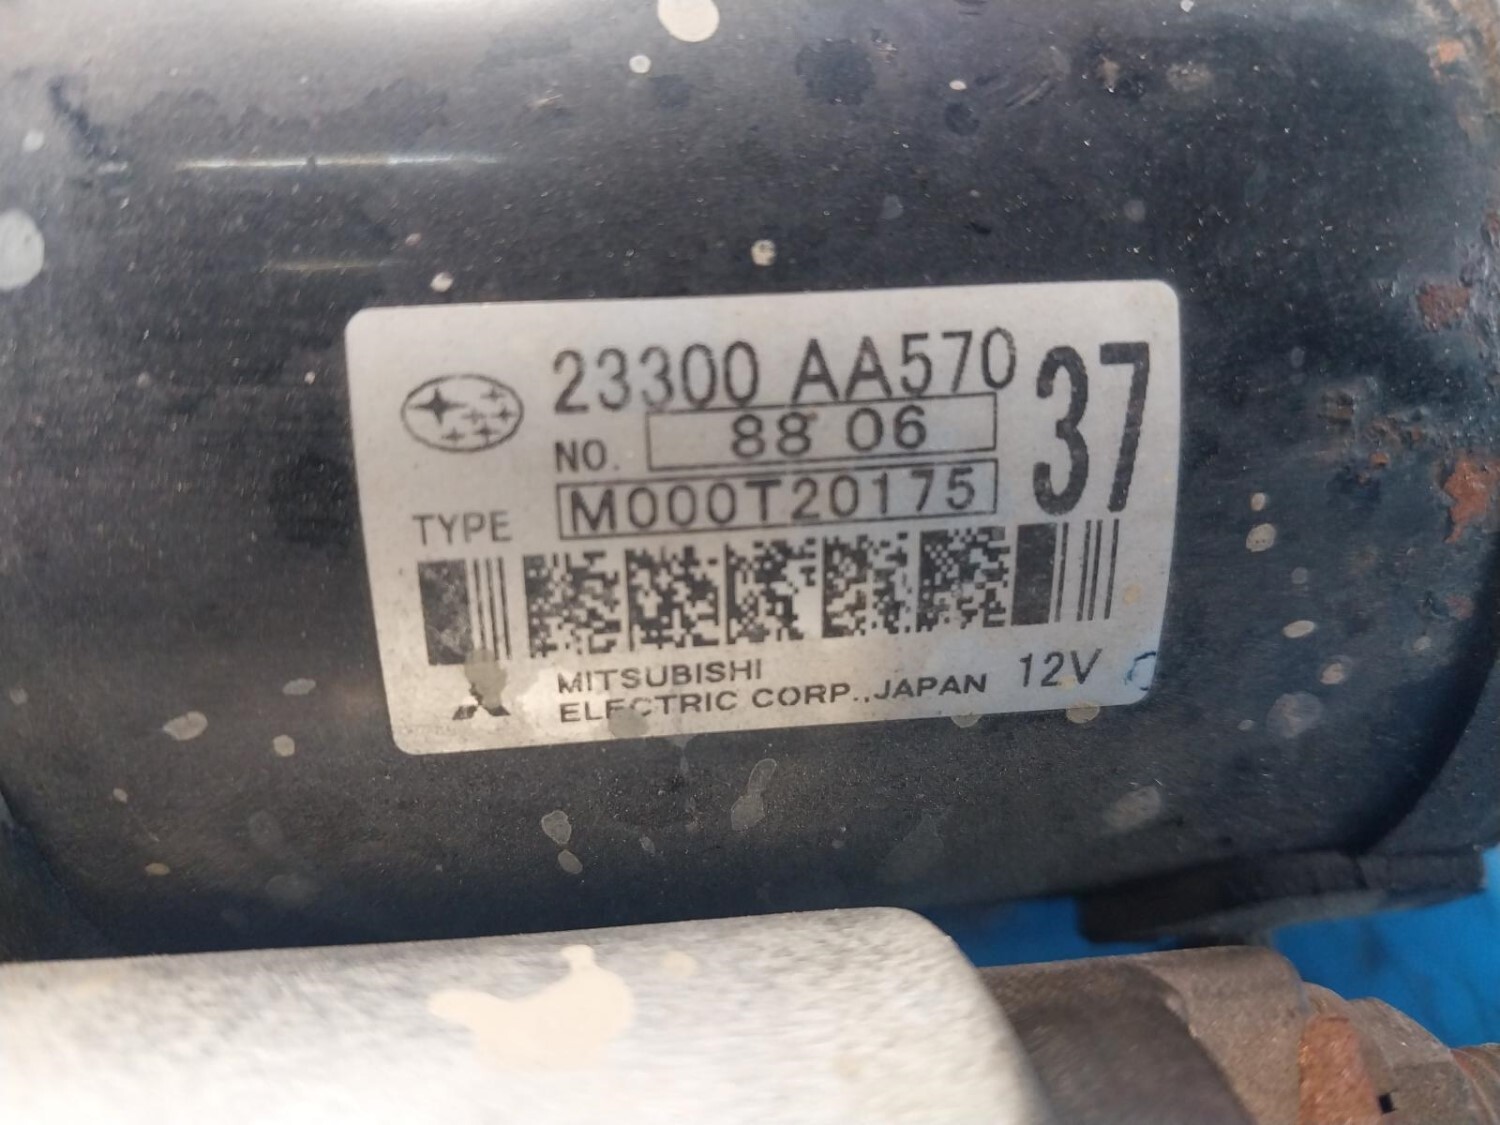 23300 AA570
37
NO. 88 06
TYPE M000T20175
MITSUBISHI
ELECTRIC CORP., JAPAN 12V